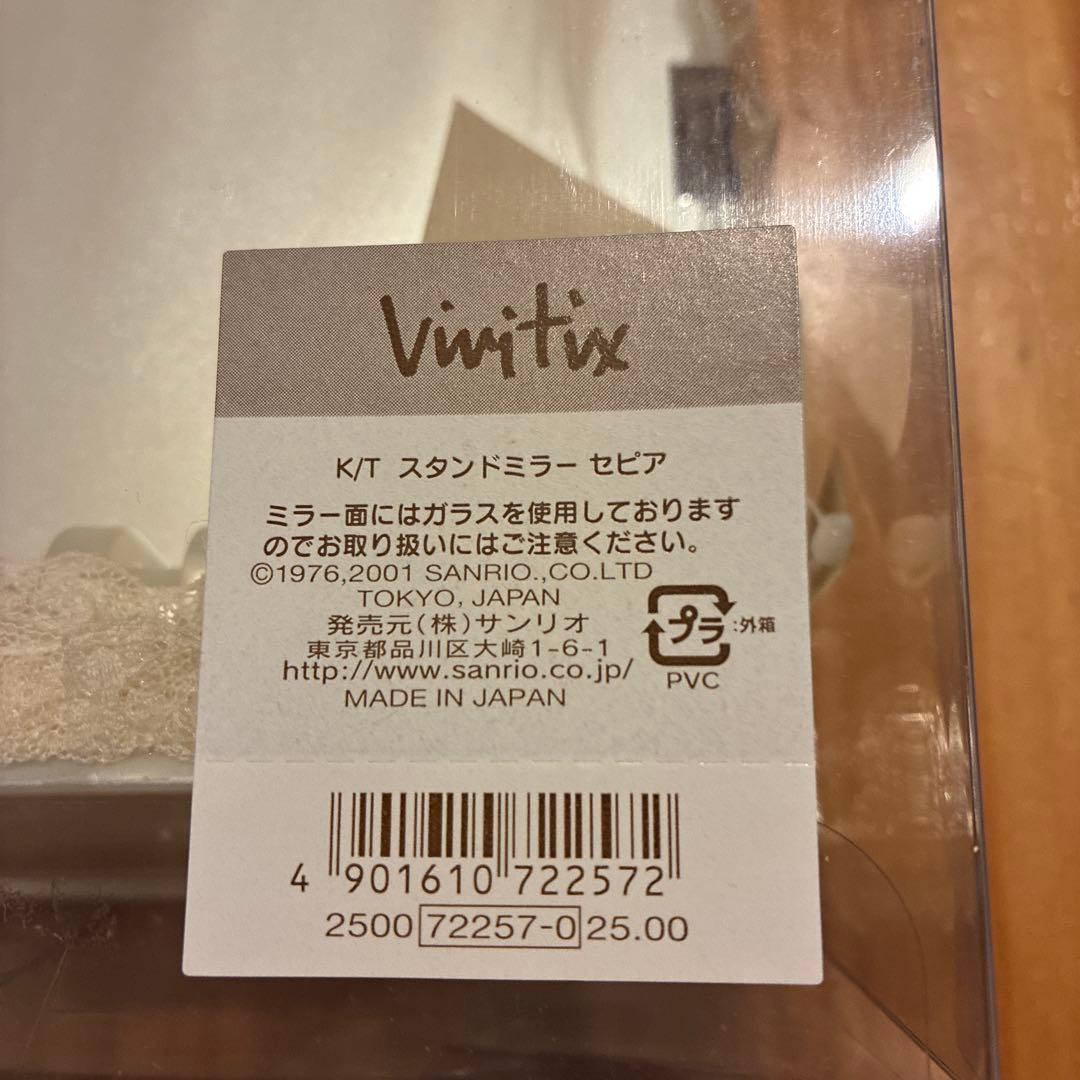 Vivitix
K/T スタンドミラー セピア
ミラー面にはガラスを使用しております
のでお取り扱いにはご注意ください。
©1976,2001 SANRIO.,CO.LTD
TOKYO, JAPAN
発売元(株)サンリオ
東京都品川区大崎1-6-1
http://www.sanrio.co.jp/
MADE IN JAPAN
プラ :外箱
PVC
4 901610 722572
2500 72257-0 25.00